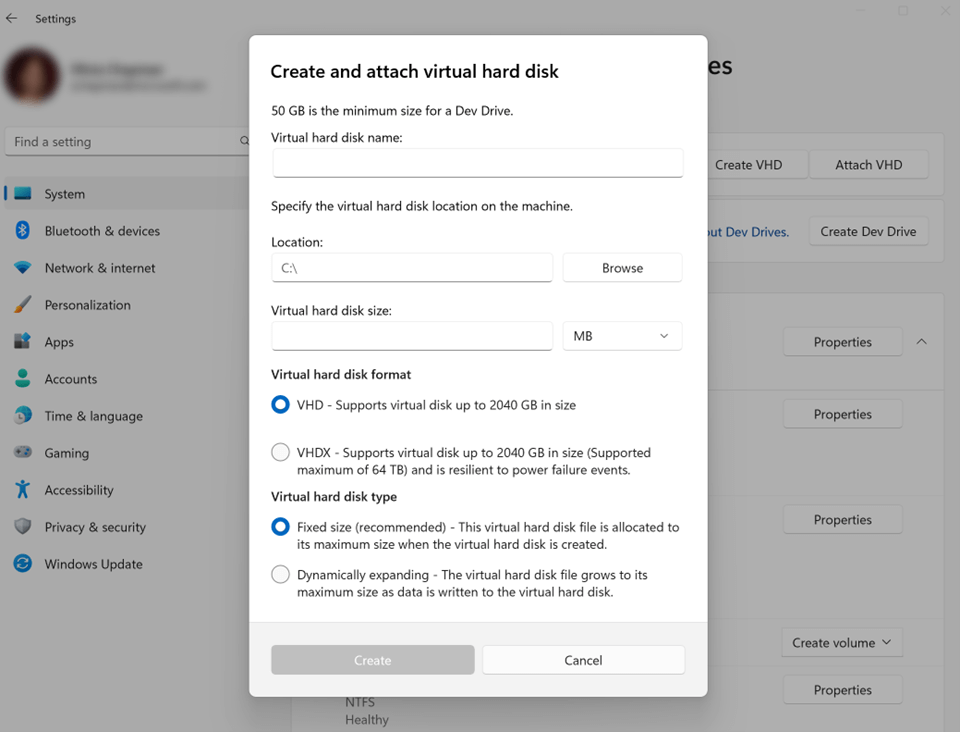 Settings
Find a setting
System
Bluetooth & devices
Network & internet
Personalization
Apps
Accounts
Time & language
Gaming
Accessibility
Privacy & security
Windows Update
Create and attach virtual hard disk
50 GB is the minimum size for a Dev Drive.
Virtual hard disk name:
Specify the virtual hard disk location on the machine.
Location:
C:\
Browse
Virtual hard disk size:
MB
Virtual hard disk format
VHD - Supports virtual disk up to 2040 GB in size
VHDX - Supports virtual disk up to 2040 GB in size (Supported
maximum of 64 TB) and is resilient to power failure events.
Virtual hard disk type
Fixed size (recommended) - This virtual hard disk file is allocated to
its maximum size when the virtual hard disk is created.
Dynamically expanding - The virtual hard disk file grows to its
maximum size as data is written to the virtual hard disk.
Create
Cancel
es
Create VHD
Attach VHD
out Dev Drives.
Create Dev Drive
Properties
Properties
Properties
Create volume
Properties
NTFS
Healthy